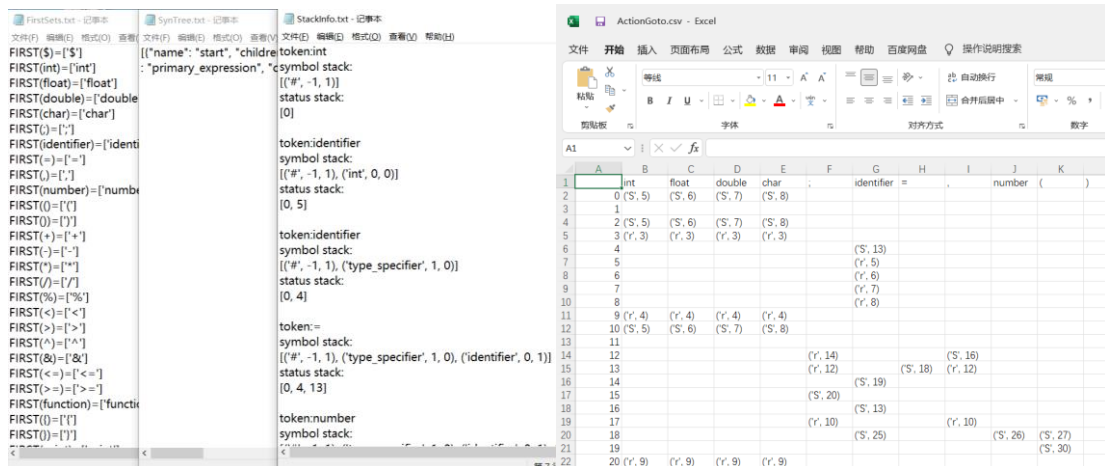 FirstSets.txt - 记事本
文件(F) 编辑(E) 格式(O) 查看(
FIRST($)=['$']
FIRST(int)=['int']
FIRST(float)=['float']
FIRST(double)=['double
FIRST(char)=['char']
FIRST(;)=[';']
FIRST(identifier)=['identi
FIRST(=)=['=']
FIRST(,)=[',']
FIRST(number)=['numbe
FIRST(()=['(']
FIRST())=[')']
FIRST(+)=['+']
FIRST(-)=['-']
FIRST(*)=['*']
FIRST(/)=['/']
FIRST(%)=['%']
FIRST(<)=['<']
FIRST(>)=['>']
FIRST(^)=['^']
FIRST(&)=['&']
FIRST(<=)=['<=']
FIRST(>=)=['>=']
FIRST(function)=['functic
FIRST({)=['{']
FIRST(})=['}']
SynTree.txt - 记事本
文件(F) 编辑(E) 格式(O) 查看(
[{"name": "start", "childre
: "primary_expression", "c
StackInfo.txt - 记事本
文件(F) 编辑(E) 格式(O) 查看(V) 帮助(H)
token:int
symbol stack:
[('#', -1, 1)]
status stack:
[0]
token:identifier
symbol stack:
[('#', -1, 1), ('int', 0, 0)]
status stack:
[0, 5]
token:identifier
symbol stack:
[('#', -1, 1), ('type_specifier', 1, 0)]
status stack:
[0, 4]
token:=
symbol stack:
[('#', -1, 1), ('type_specifier', 1, 0), ('identifier', 0, 1)]
status stack:
[0, 4, 13]
token:number
symbol stack:
ActionGoto.csv - Excel
文件 开始 插入 页面布局 公式 数据 审阅 视图 帮助 百度网盘 操作说明搜索
粘贴 等线 11 A A 自动换行 常规
B I U A 合并后居中 % ,
剪贴板 字体 对齐方式 数字
A1 fx
A B C D E F G H I J K
1 int float double char ; identifier = , number ( )
2 0 ('S', 5) ('S', 6) ('S', 7) ('S', 8)
3 1
4 2 ('S', 5) ('S', 6) ('S', 7) ('S', 8)
5 3 ('r', 3) ('r', 3) ('r', 3) ('r', 3)
6 4 ('S', 13)
7 5 ('r', 5)
8 6 ('r', 6)
9 7 ('r', 7)
10 8 ('r', 8)
11 9 ('r', 4) ('r', 4) ('r', 4) ('r', 4)
12 10 ('S', 5) ('S', 6) ('S', 7) ('S', 8)
13 11
14 12 ('r', 14) ('S', 16)
15 13 ('r', 12) ('S', 18) ('r', 12)
16 14 ('S', 19)
17 15 ('S', 20)
18 16 ('S', 13)
19 17 ('r', 10) ('r', 10)
20 18 ('S', 25) ('S', 26) ('S', 27)
21 19 ('S', 30)
22 20 ('r', 9) ('r', 9) ('r', 9) ('r', 9)